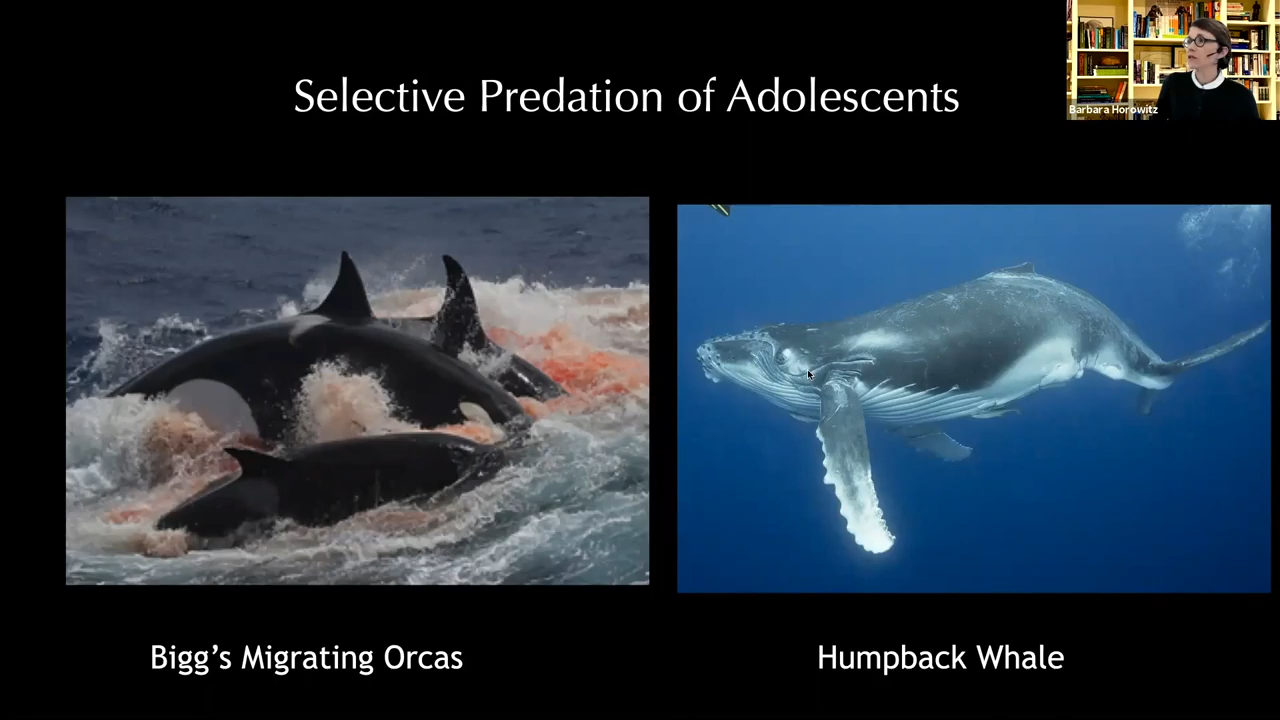 Selective Predation of Adolescents
Barbara Horowitz
Bigg’s Migrating Orcas
Humpback Whale